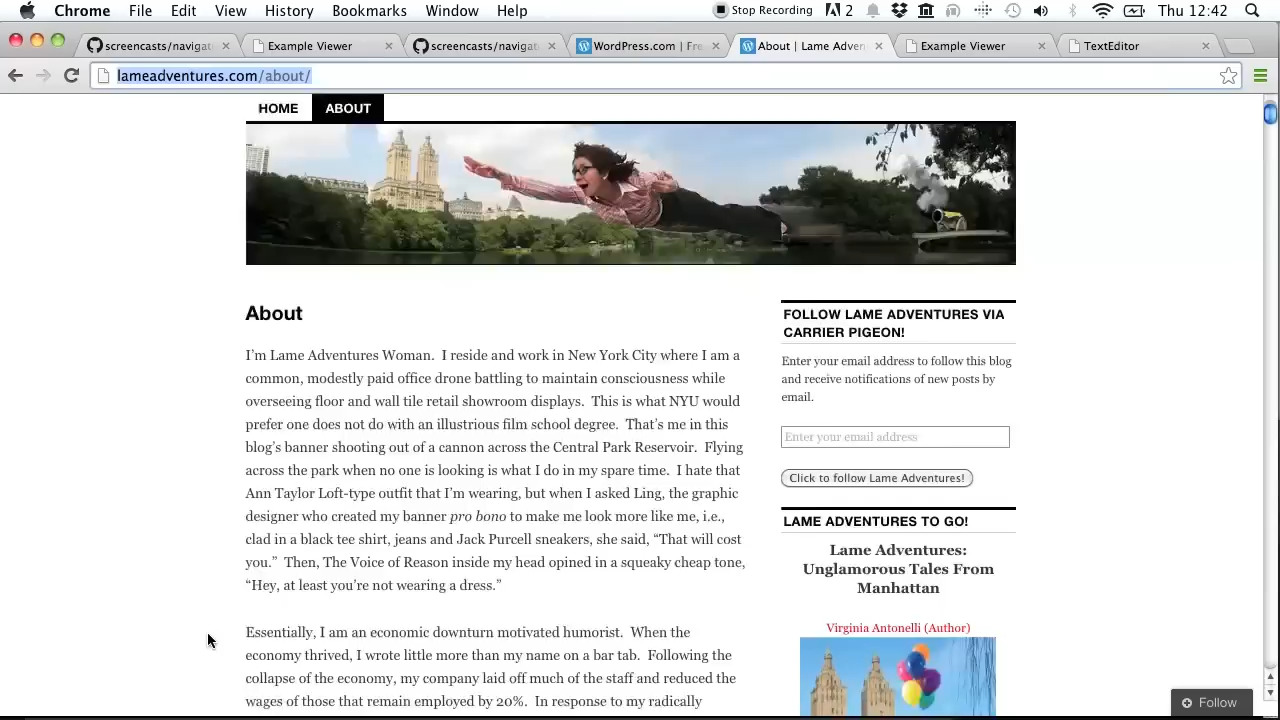 Chrome File Edit View History Bookmarks Window Help Stop Recording 2 Thu 12:42
screencasts/navigat Example Viewer screencasts/navigat WordPress.com | Fre About | Lame Adven Example Viewer TextEditor
lameadventures.com/about/
HOME ABOUT
About
I'm Lame Adventures Woman. I reside and work in New York City where I am a
common, modestly paid office drone battling to maintain consciousness while
overseeing floor and wall tile retail showroom displays. This is what NYU would
prefer one does not do with an illustrious film school degree. That's me in this
blog's banner shooting out of a cannon across the Central Park Reservoir. Flying
across the park when no one is looking is what I do in my spare time. I hate that
Ann Taylor Loft-type outfit that I'm wearing, but when I asked Ling, the graphic
designer who created my banner pro bono to make me look more like me, i.e.,
clad in a black tee shirt, jeans and Jack Purcell sneakers, she said, “That will cost
you.” Then, The Voice of Reason inside my head opined in a squeaky cheap tone,
“Hey, at least you're not wearing a dress.”
Essentially, I am an economic downturn motivated humorist. When the
economy thrived, I wrote little more than my name on a bar tab. Following the
collapse of the economy, my company laid off much of the staff and reduced the
wages of those that remain employed by 20%. In response to my radically
FOLLOW LAME ADVENTURES VIA
CARRIER PIGEON!
Enter your email address to follow this blog
and receive notifications of new posts by
email.
Enter your email address
Click to follow Lame Adventures!
LAME ADVENTURES TO GO!
Lame Adventures:
Unglamorous Tales From
Manhattan
Virginia Antonelli (Author)
Follow